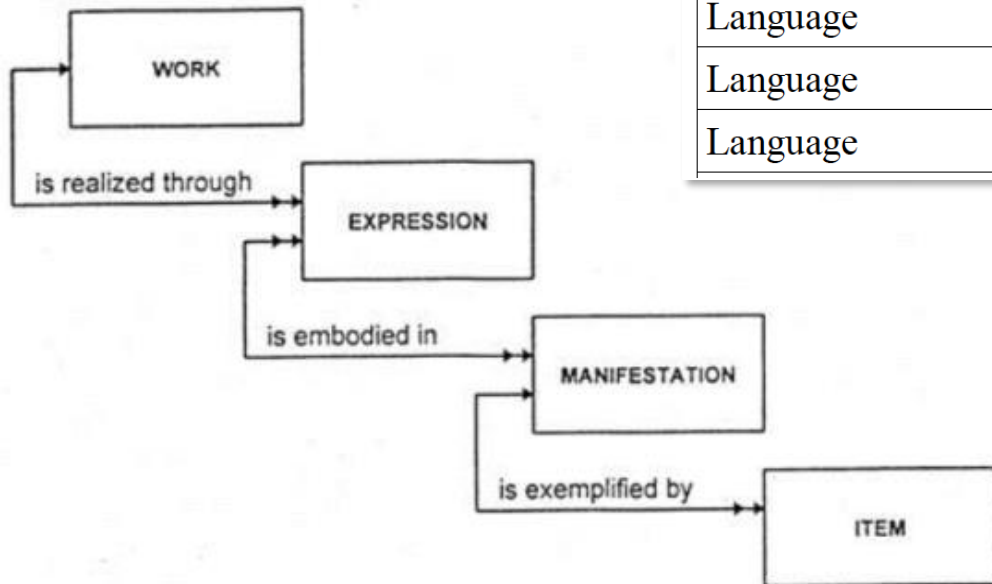 Language
Language
Language
WORK
is realized through
EXPRESSION
is embodied in
MANIFESTATION
is exemplified by
ITEM